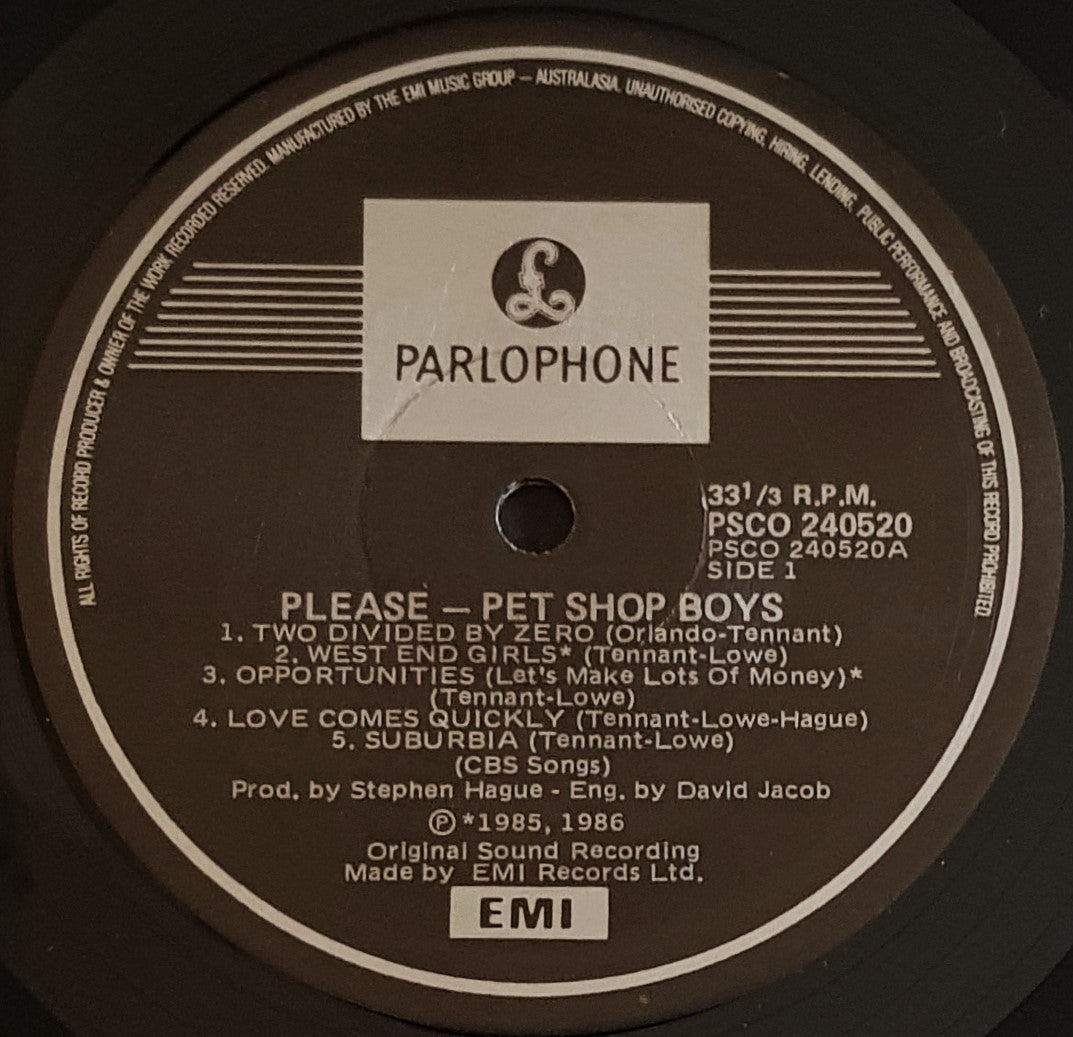 ALL RIGHTS OF RECORD PRODUCER & OWNER OF THE WORK RECORDED RESERVED. MANUFACTURED BY THE EMI MUSIC GROUP — AUSTRALASIA. UNAUTHORISED COPYING, HIRING, LENDING, PUBLIC PERFORMANCE AND BROADCASTING OF THIS RECORD PROHIBITED.
£
PARLOPHONE
33 1/3 R.P.M.
PSCO 240520
PSCO 240520A
SIDE 1
PLEASE — PET SHOP BOYS
1. TWO DIVIDED BY ZERO (Orlando-Tennant)
2. WEST END GIRLS* (Tennant-Lowe)
3. OPPORTUNITIES (Let's Make Lots Of Money)*
(Tennant-Lowe)
4. LOVE COMES QUICKLY (Tennant-Lowe-Hague)
5. SUBURBIA (Tennant-Lowe)
(CBS Songs)
Prod. by Stephen Hague - Eng. by David Jacob
℗ *1985, 1986
Original Sound Recording
Made by EMI Records Ltd.
EMI